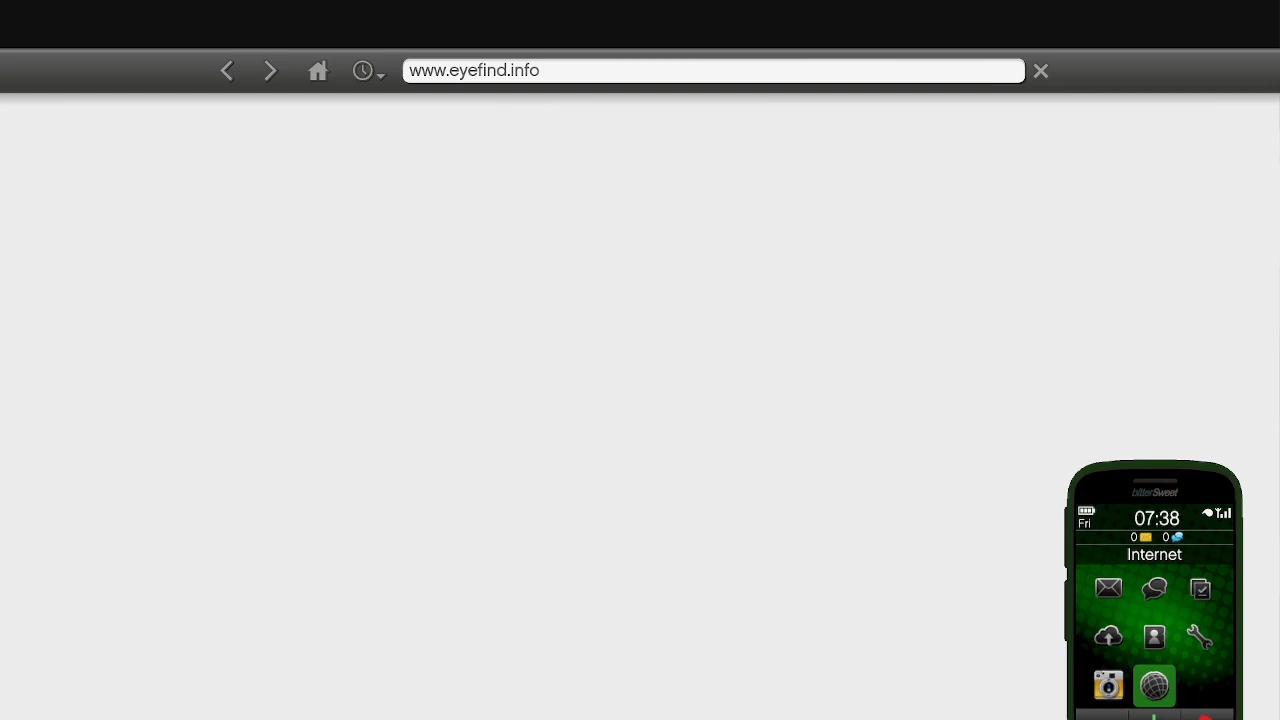 www.eyefind.info
bitterSweet
Fri
07:38
0 0
Internet